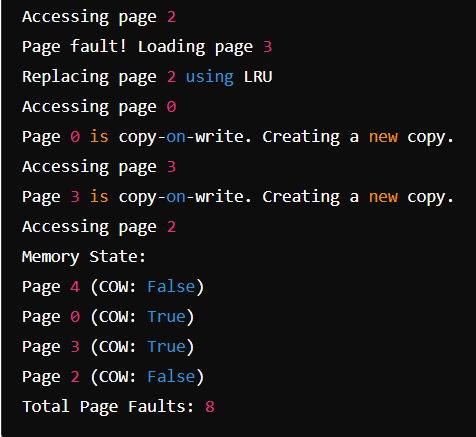 Accessing page 2
Page fault! Loading page 3
Replacing page 2 using LRU
Accessing page 0
Page 0 is copy-on-write. Creating a new copy.
Accessing page 3
Page 3 is copy-on-write. Creating a new copy.
Accessing page 2
Memory State:
Page 4 (COW: False)
Page 0 (COW: True)
Page 3 (COW: True)
Page 2 (COW: False)
Total Page Faults: 8